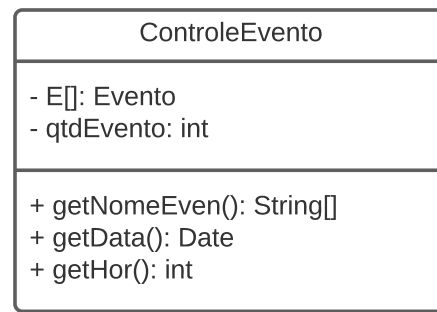 ControleEvento
- E[]: Evento
- qtdEvento: int
+ getNomeEven(): String[]
+ getData(): Date
+ getHor(): int